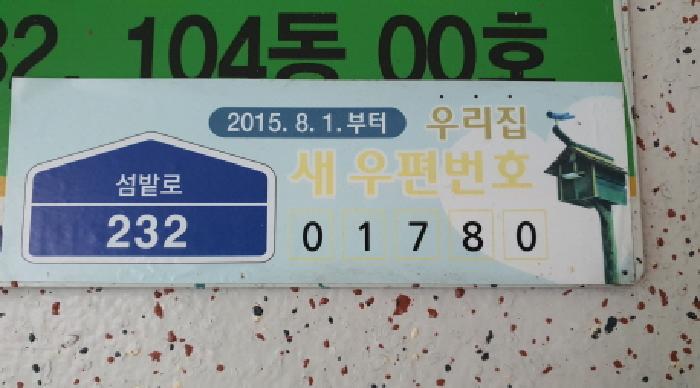 32, 104동 00호
2015. 8. 1.부터 우리집
새 우편번호
섬밭로
232
0 1 7 8 0